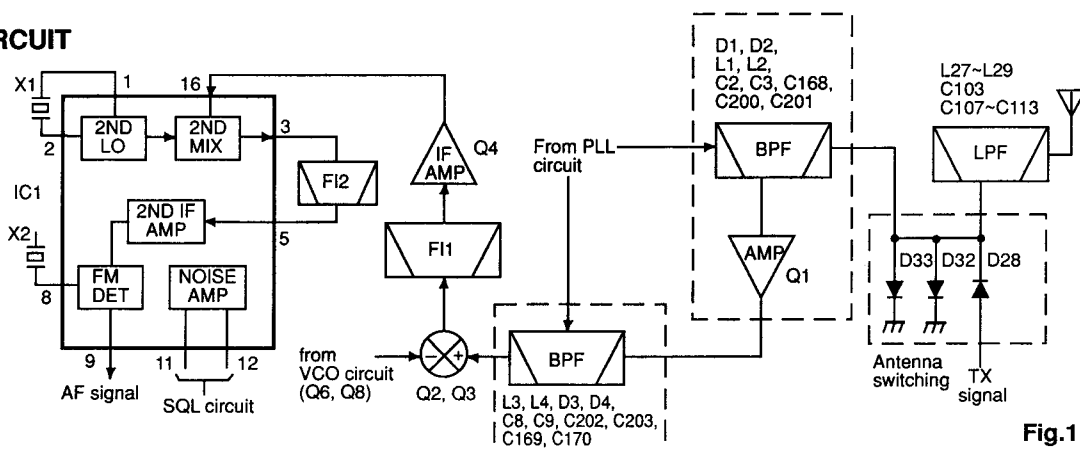 RCUIT
X1
1
16
2ND
LO
2ND
MIX
3
2
FI2
IC1
2ND IF
AMP
5
X2
8
FM
DET
NOISE
AMP
9
11
12
AF signal
SQL circuit
IF
AMP
Q4
FI1
from
VCO circuit
(Q6, Q8)
– +
Q2, Q3
From PLL
circuit
BPF
L3, L4, D3, D4,
C8, C9, C202, C203,
C169, C170
D1, D2,
L1, L2,
C2, C3, C168,
C200, C201
BPF
AMP
Q1
L27~L29
C103
C107~C113
LPF
D33
D32
D28
Antenna
switching
TX
signal
Fig.1